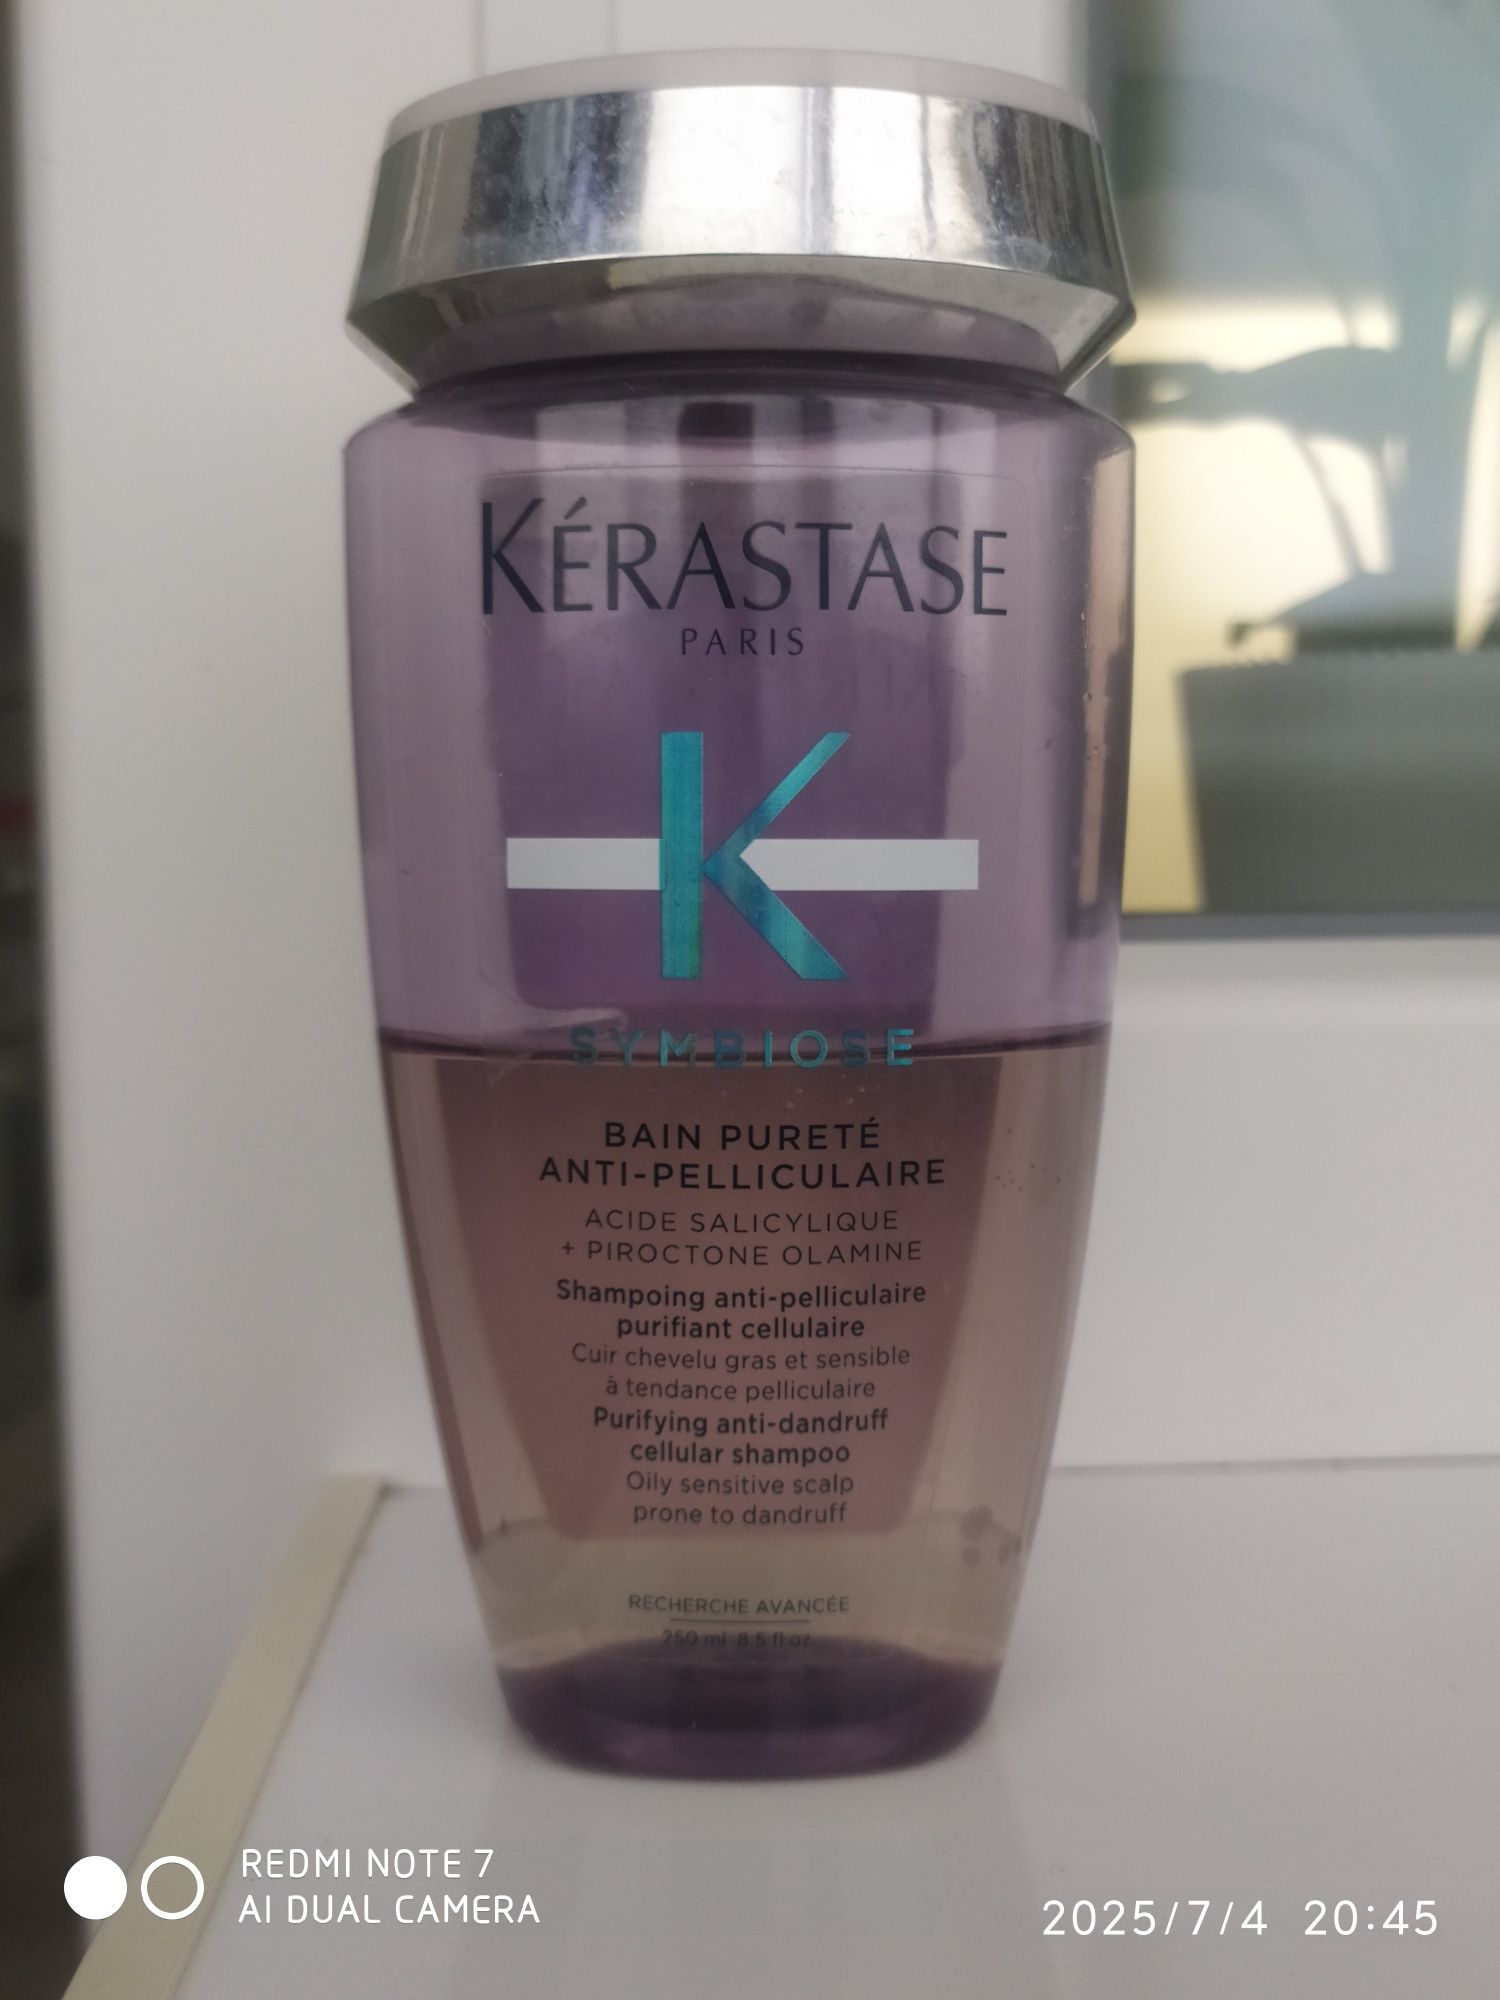 KÉRASTASE
PARIS
K
SYMBIOSE
BAIN PURETÉ
ANTI-PELLICULAIRE
ACIDE SALICYLIQUE
+ PIROCTONE OLAMINE
Shampoing anti-pelliculaire
purifiant cellulaire
Cuir chevelu gras et sensible
à tendance pelliculaire
Purifying anti-dandruff
cellular shampoo
Oily sensitive scalp
prone to dandruff
RECHERCHE AVANCÉE
250 ml 8.5 fl.oz
REDMI NOTE 7
AI DUAL CAMERA
2025/7/4 20:45